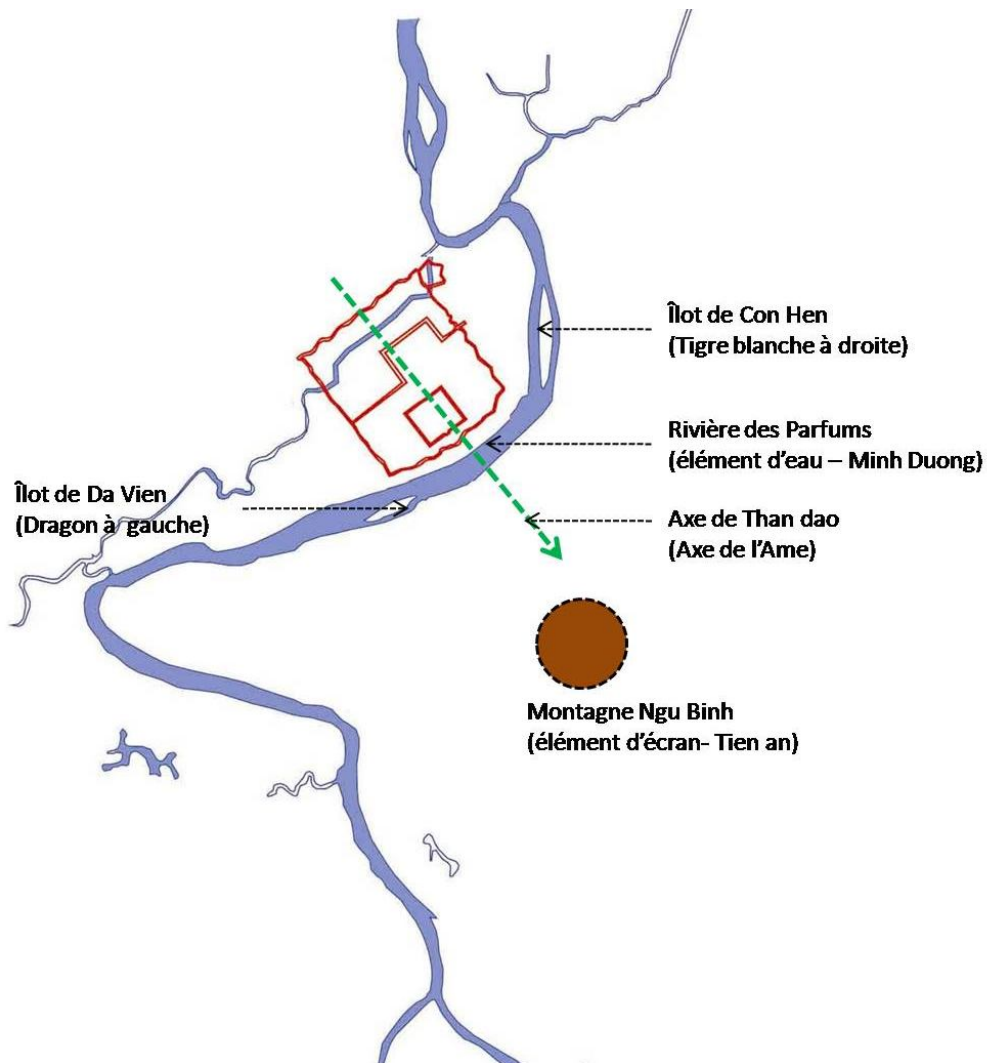 Îlot de Con Hen
(Tigre blanche à droite)
Rivière des Parfums
(élément d'eau – Minh Duong)
Îlot de Da Vien
(Dragon à gauche)
Axe de Than dao
(Axe de l'Ame)
Montagne Ngu Binh
(élément d'écran- Tien an)